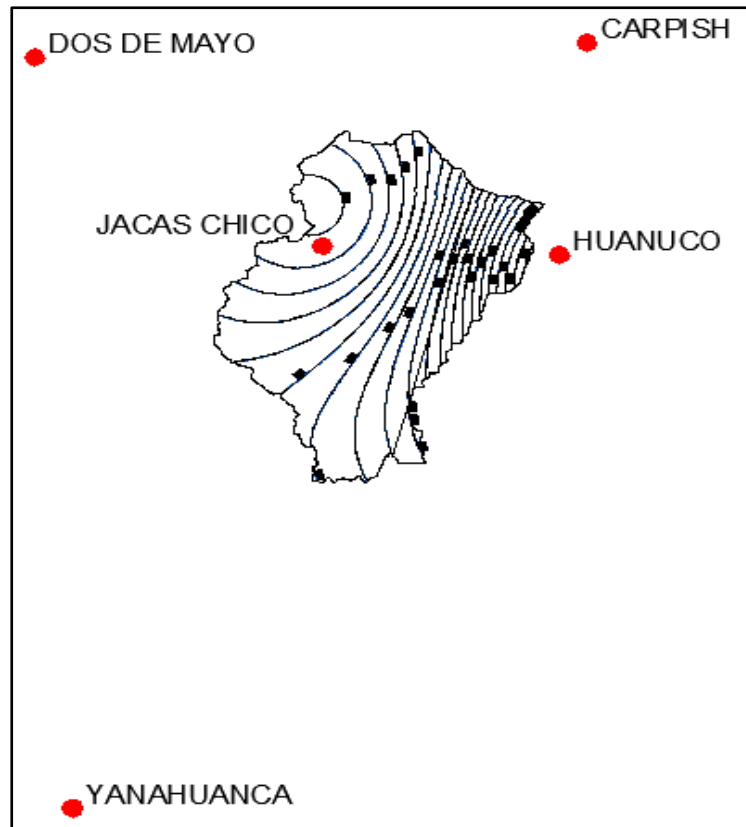 DOS DE MAYO
CARPISH
JACAS CHICO
HUANUCO
YANAHUANCA